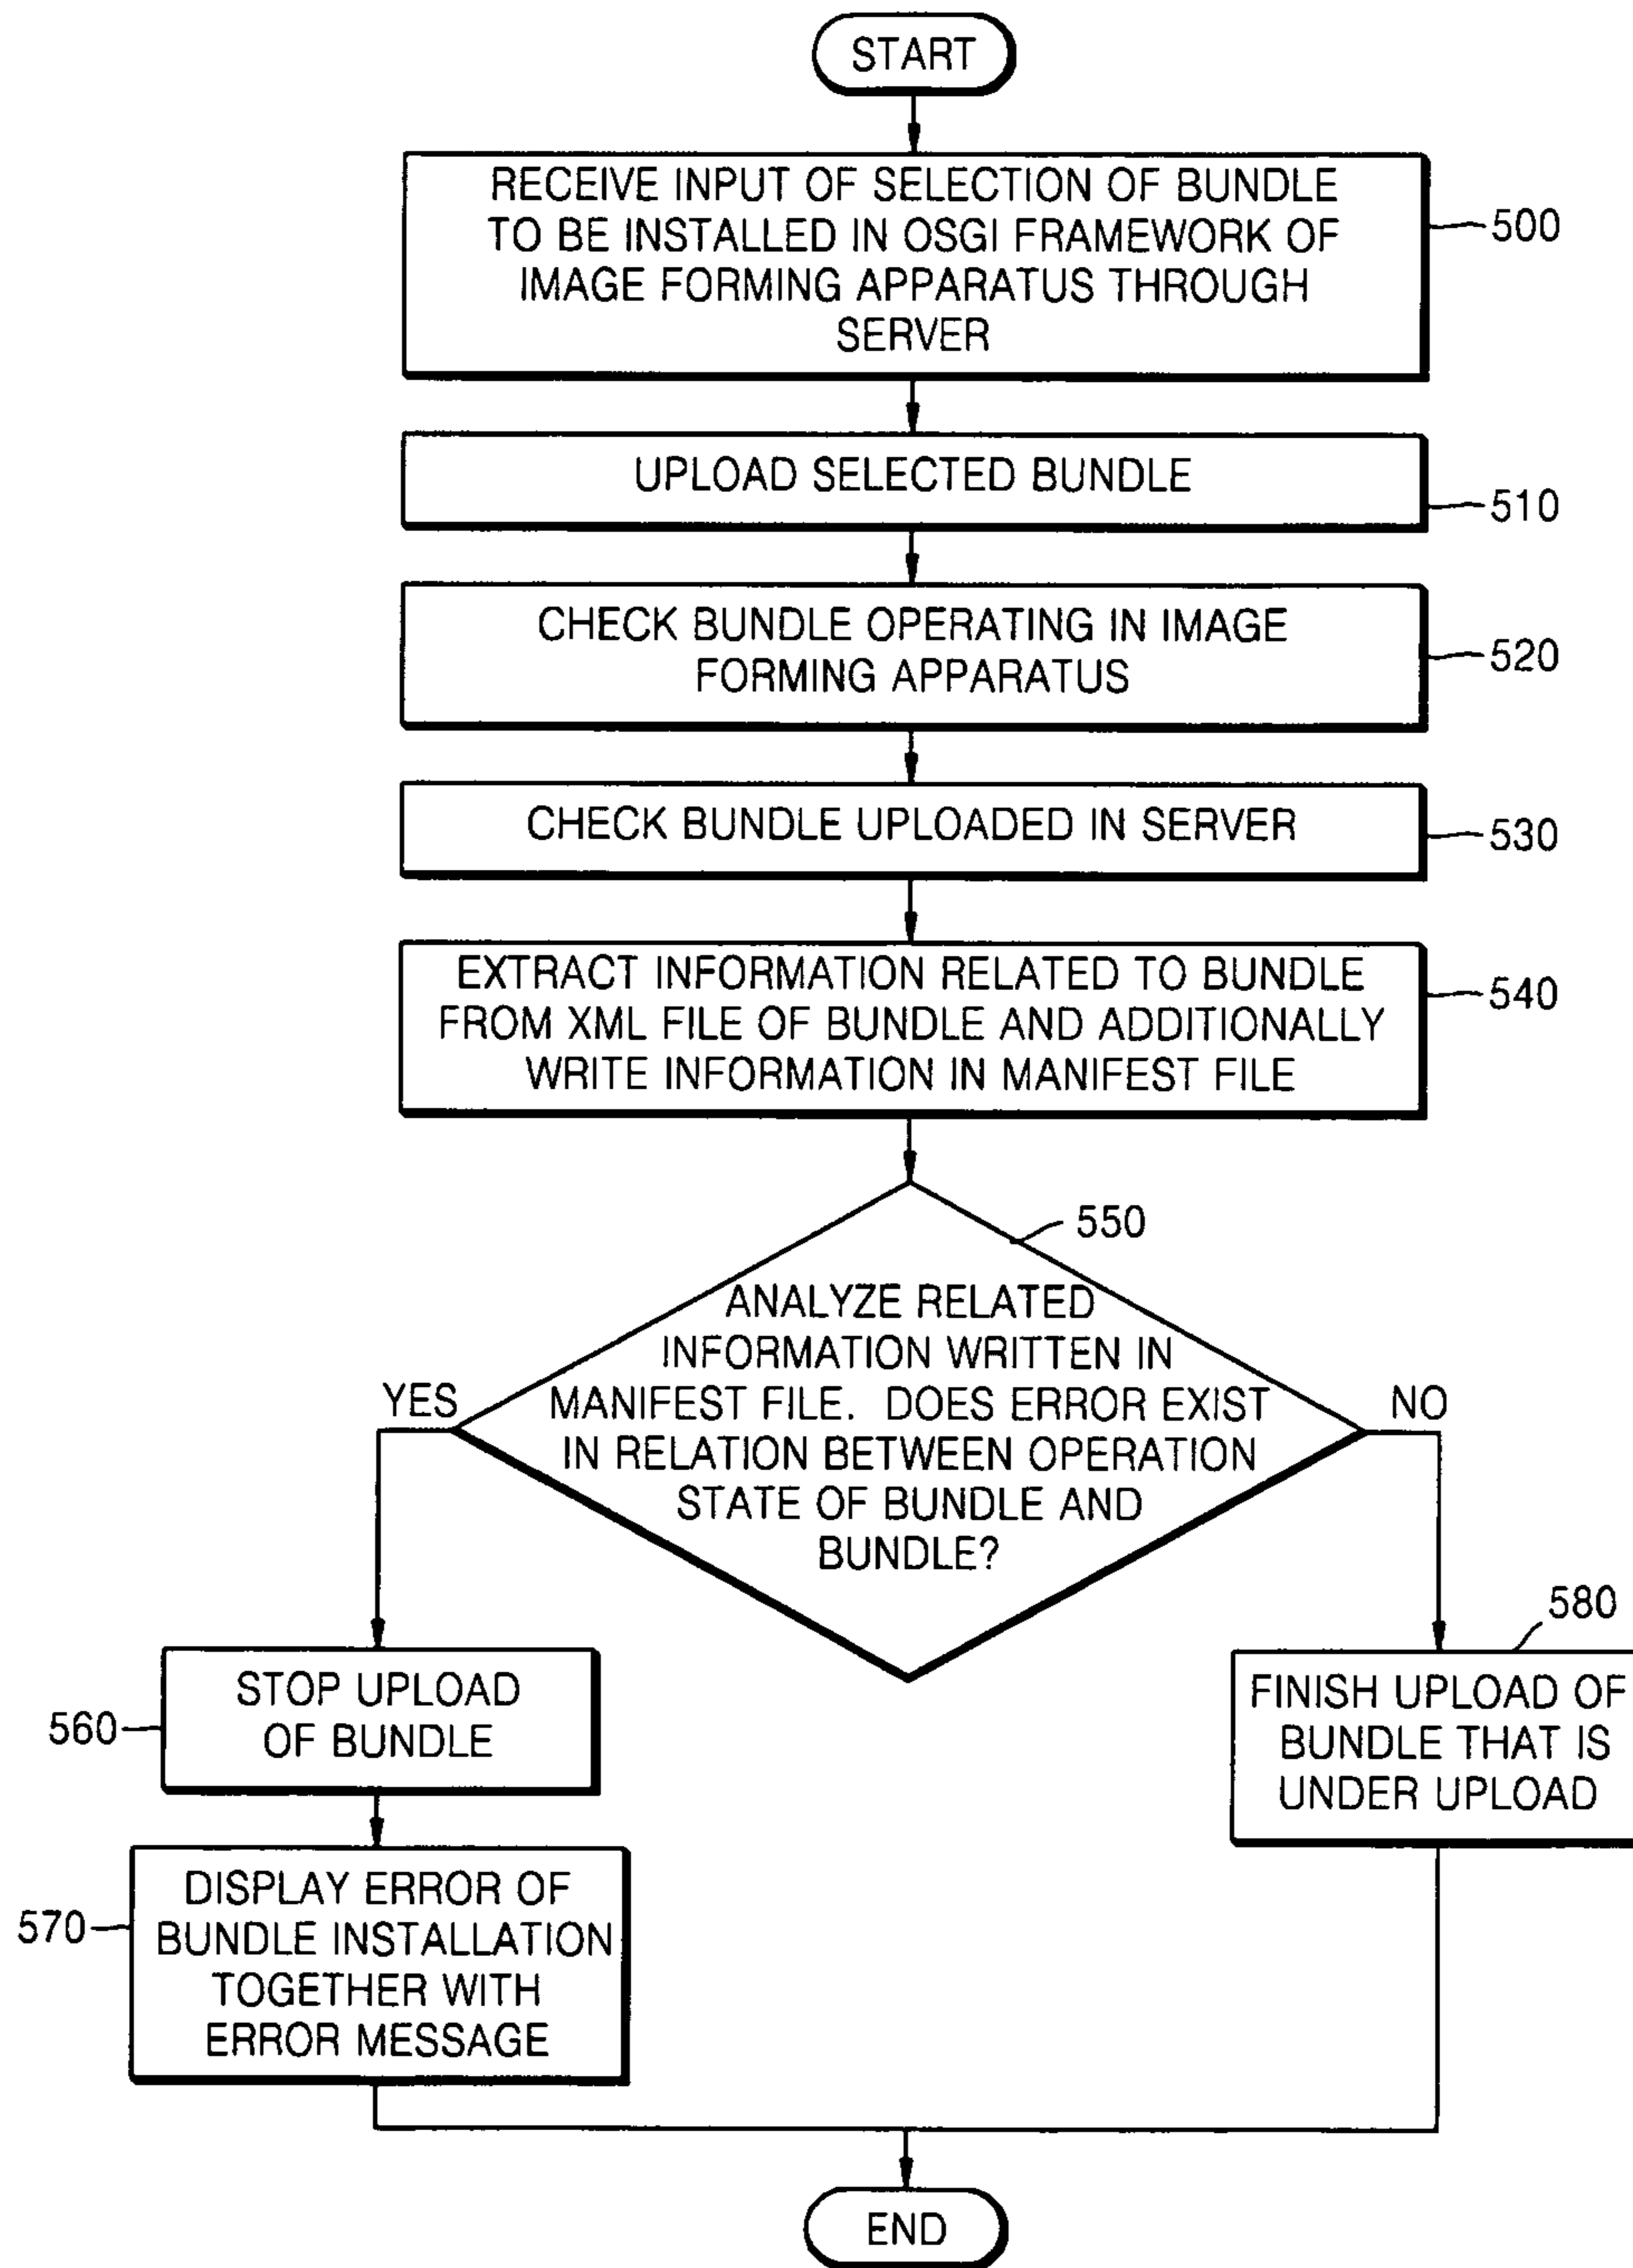 START
RECEIVE INPUT OF SELECTION OF BUNDLE
TO BE INSTALLED IN OSGI FRAMEWORK OF
IMAGE FORMING APPARATUS THROUGH
SERVER
500
UPLOAD SELECTED BUNDLE
510
CHECK BUNDLE OPERATING IN IMAGE
FORMING APPARATUS
520
CHECK BUNDLE UPLOADED IN SERVER
530
EXTRACT INFORMATION RELATED TO BUNDLE
FROM XML FILE OF BUNDLE AND ADDITIONALLY
WRITE INFORMATION IN MANIFEST FILE
540
550
ANALYZE RELATED
INFORMATION WRITTEN IN
MANIFEST FILE. DOES ERROR EXIST
IN RELATION BETWEEN OPERATION
STATE OF BUNDLE AND
BUNDLE?
YES
NO
STOP UPLOAD
OF BUNDLE
560
DISPLAY ERROR OF
BUNDLE INSTALLATION
TOGETHER WITH
ERROR MESSAGE
570
580
FINISH UPLOAD OF
BUNDLE THAT IS
UNDER UPLOAD
END